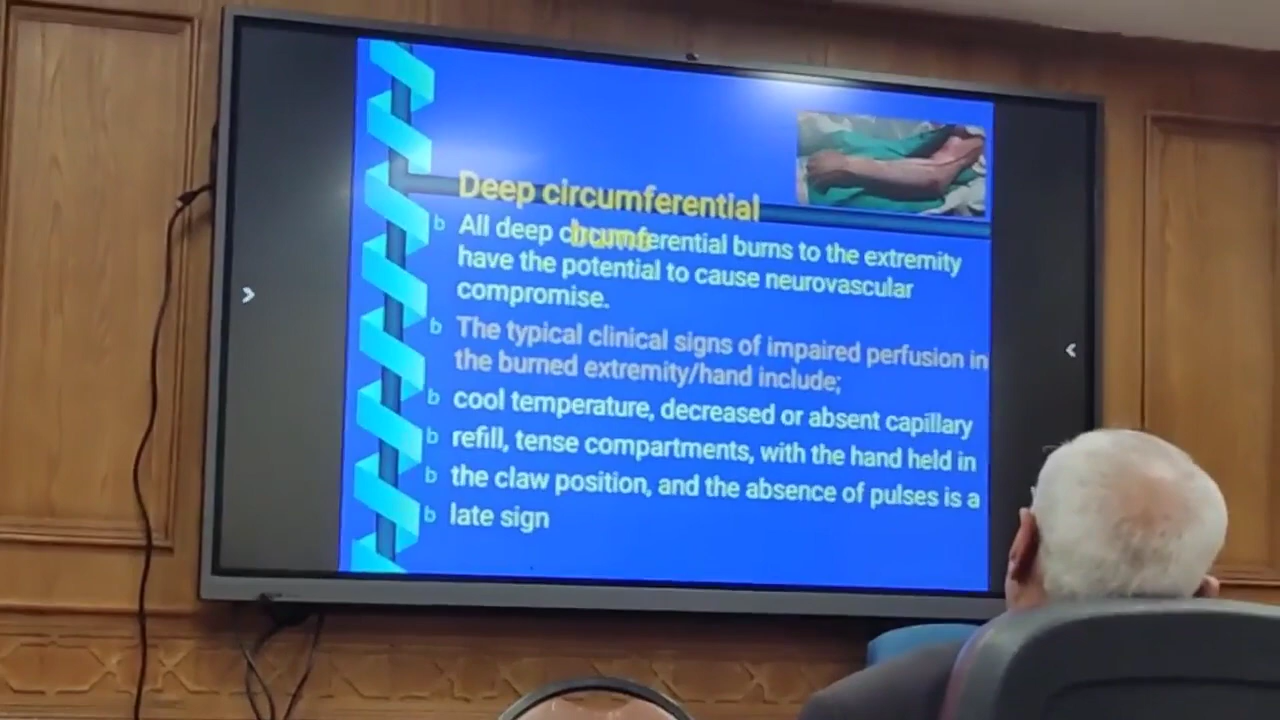 Deep circumferential
burns
b All deep circumferential burns to the extremity
have the potential to cause neurovascular
compromise.
b The typical clinical signs of impaired perfusion in
the burned extremity/hand include;
b cool temperature, decreased or absent capillary
b refill, tense compartments, with the hand held in
b the claw position, and the absence of pulses is a
b late sign